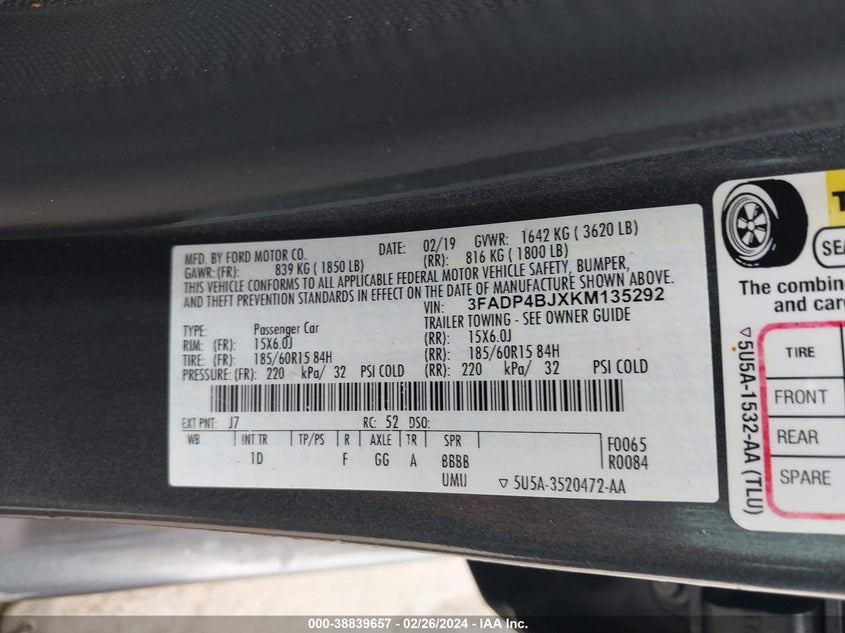 MFD. BY FORD MOTOR CO. DATE: 02/19 GVWR: 1642 KG ( 3620 LB)
GAWR: (FR): 839 KG ( 1850 LB) (RR): 816 KG ( 1800 LB)
THIS VEHICLE CONFORMS TO ALL APPLICABLE FEDERAL MOTOR VEHICLE SAFETY, BUMPER,
AND THEFT PREVENTION STANDARDS IN EFFECT ON THE DATE OF MANUFACTURE SHOWN ABOVE.
VIN: 3FADP4BJXKM135292
TRAILER TOWING - SEE OWNER GUIDE
TYPE: Passenger Car
RIM: (FR): 15X6.0J (RR): 15X6.0J
TIRE: (FR): 185/60R15 84H (RR): 185/60R15 84H
PRESSURE: (FR): 220 kPa/ 32 PSI COLD (RR): 220 kPa/ 32 PSI COLD
EXT PNT: J7 RC: 52 DSO:
WB INT TR TP/PS R AXLE TR SPR F0065
1D F GG A BBBB R0084
UMU ▽ 5U5A-3520472-AA
▽ 5U5A-1532-AA (TLU)
The combin
and car
TIRE
FRONT
REAR
SPARE
000-38839657 - 02/26/2024 - IAA Inc.